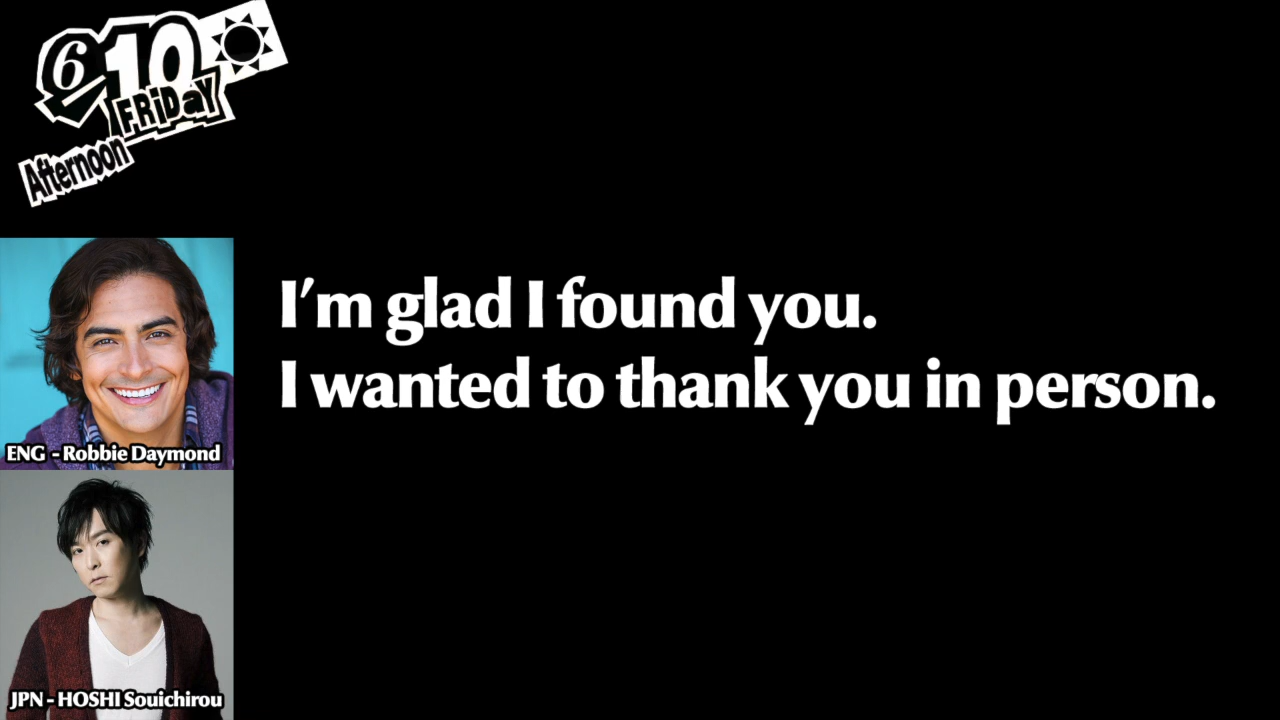 6/10
FRiDaY
Afternoon
I'm glad I found you.
I wanted to thank you in person.
ENG - Robbie Daymond
JPN - HOSHI Souichirou